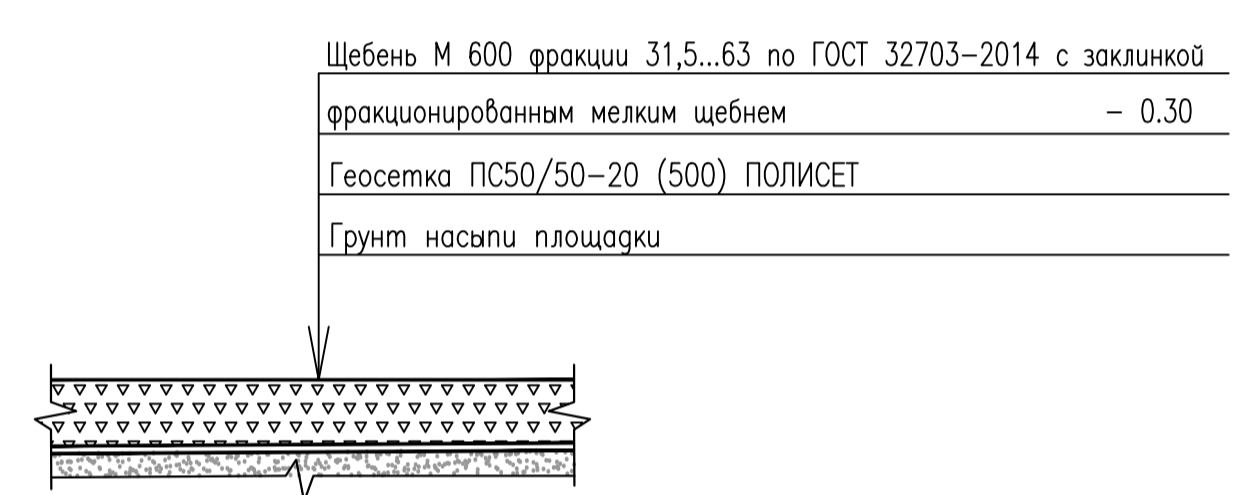 Щебень М 600 фракции 31,5...63 по ГОСТ 32703-2014 с заклинкой
фракционированным мелким щебнем - 0.30
Геосетка ПС50/50-20 (500) ПОЛИСЕТ
Грунт насыпи площадки